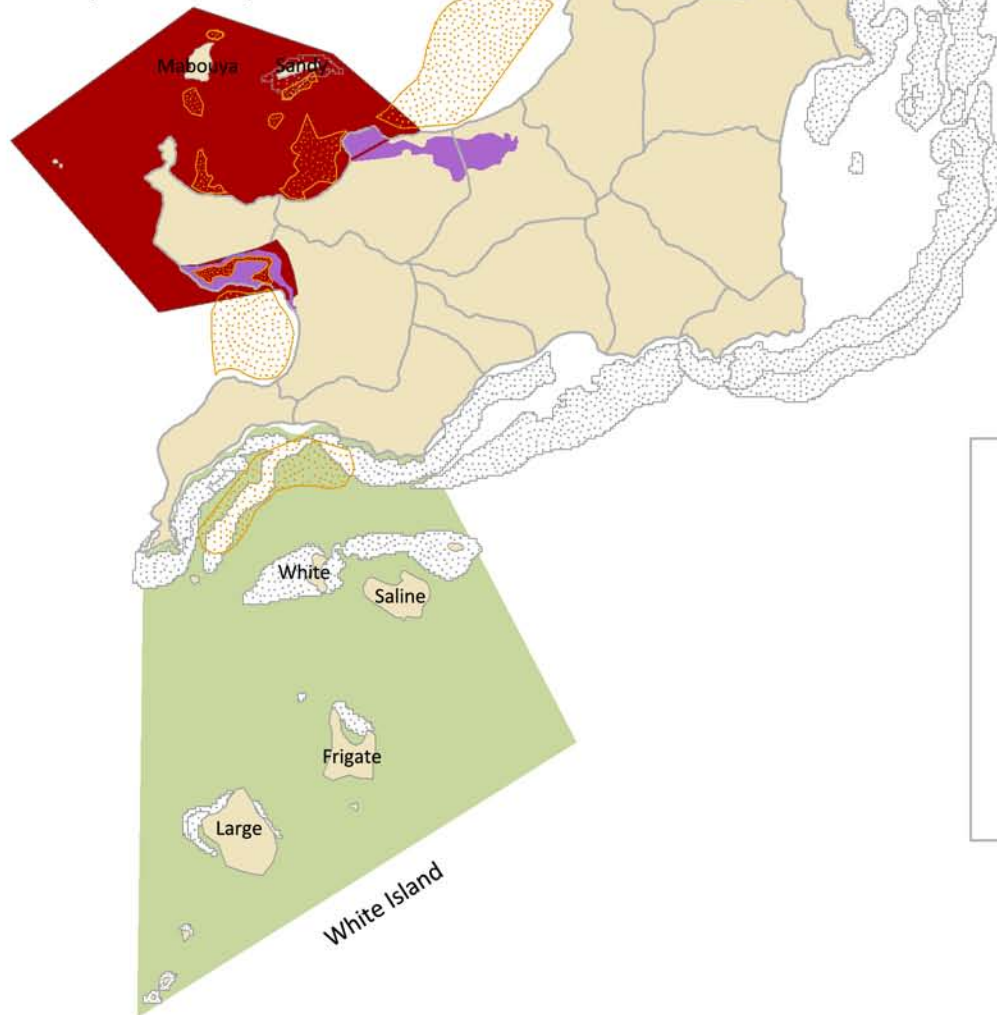 Mabouya
Sandy
White
Saline
Frigate
Large
White Island